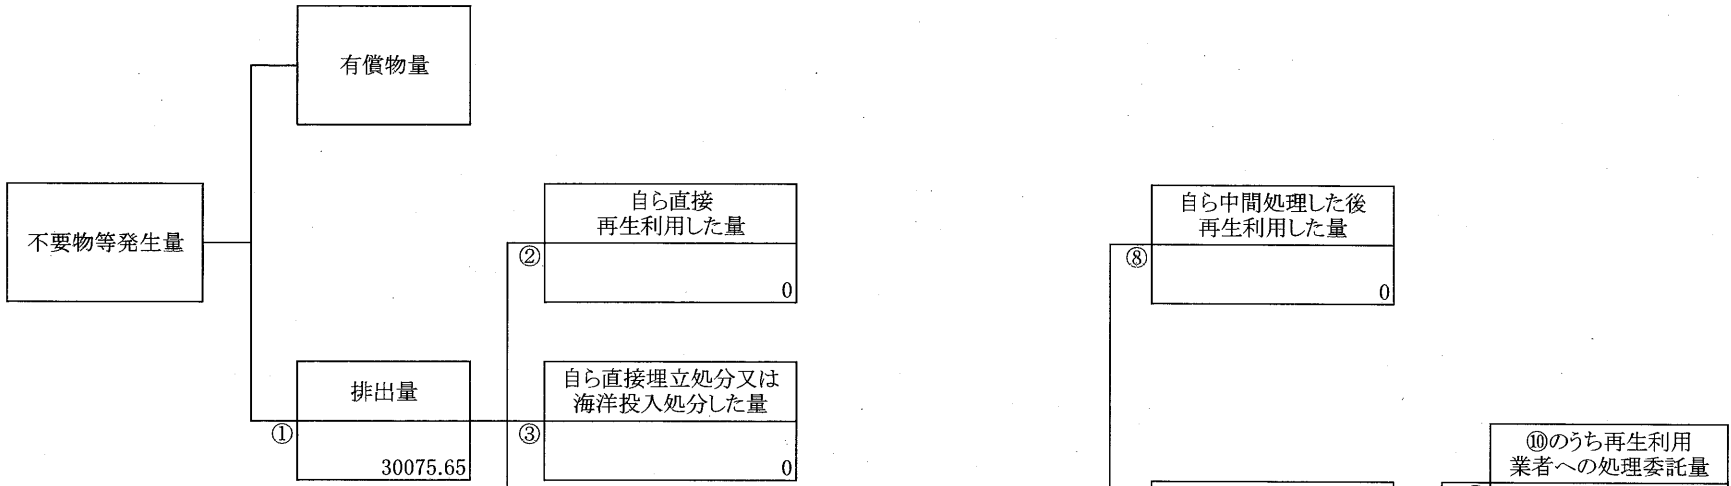 有償物量
不要物等発生量
自ら直接
再生利用した量
②
0
自ら中間処理した後
再生利用した量
⑧
0
排出量
①
30075.65
自ら直接埋立処分又は
海洋投入処分した量
③
0
⑩のうち再生利用
業者への処理委託量